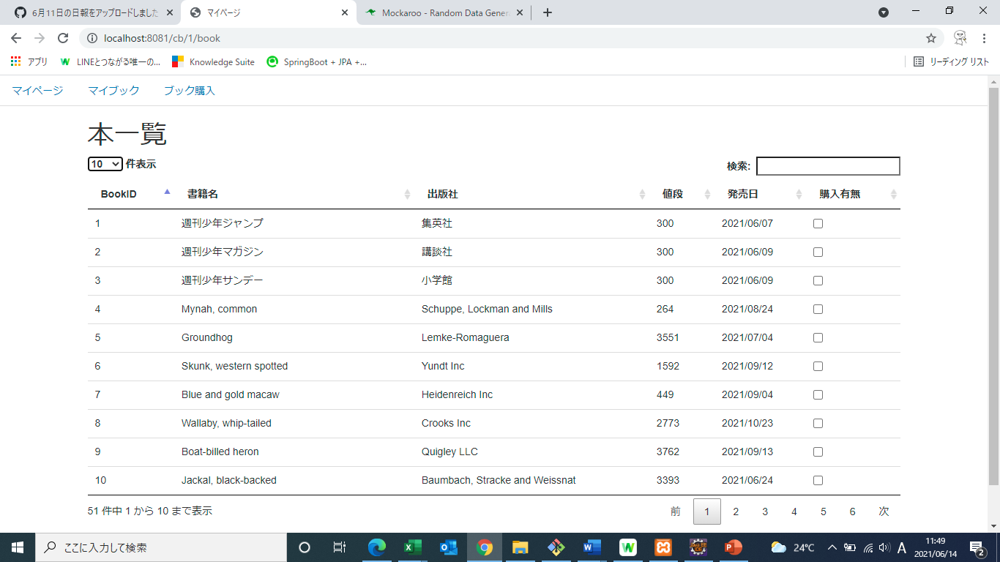 6月11日の日報をアップロードしました
マイページ
Mockaroo - Random Data Gener
localhost:8081/cb/1/book
アプリ
LINEとつながる唯一の...
Knowledge Suite
SpringBoot + JPA +,...
リーディング リスト
マイページ
マイブック
ブック購入
本一覧
10 件表示
検索:
BookID 書籍名 出版社 値段 発売日 購入有無
1 週刊少年ジャンプ 集英社 300 2021/06/07
2 週刊少年マガジン 講談社 300 2021/06/09
3 週刊少年サンデー 小学館 300 2021/06/09
4 Mynah, common Schuppe, Lockman and Mills 264 2021/08/24
5 Groundhog Lemke-Romaguera 3551 2021/07/04
6 Skunk, western spotted Yundt Inc 1592 2021/09/12
7 Blue and gold macaw Heidenreich Inc 449 2021/09/04
8 Wallaby, whip-tailed Crooks Inc 2773 2021/10/23
9 Boat-billed heron Quigley LLC 3762 2021/09/13
10 Jackal, black-backed Baumbach, Stracke and Weissnat 3393 2021/06/24
51 件中 1 から 10 まで表示
前 1 2 3 4 5 6 次
ここに入力して検索
24°C
A
11:49
2021/06/14
2